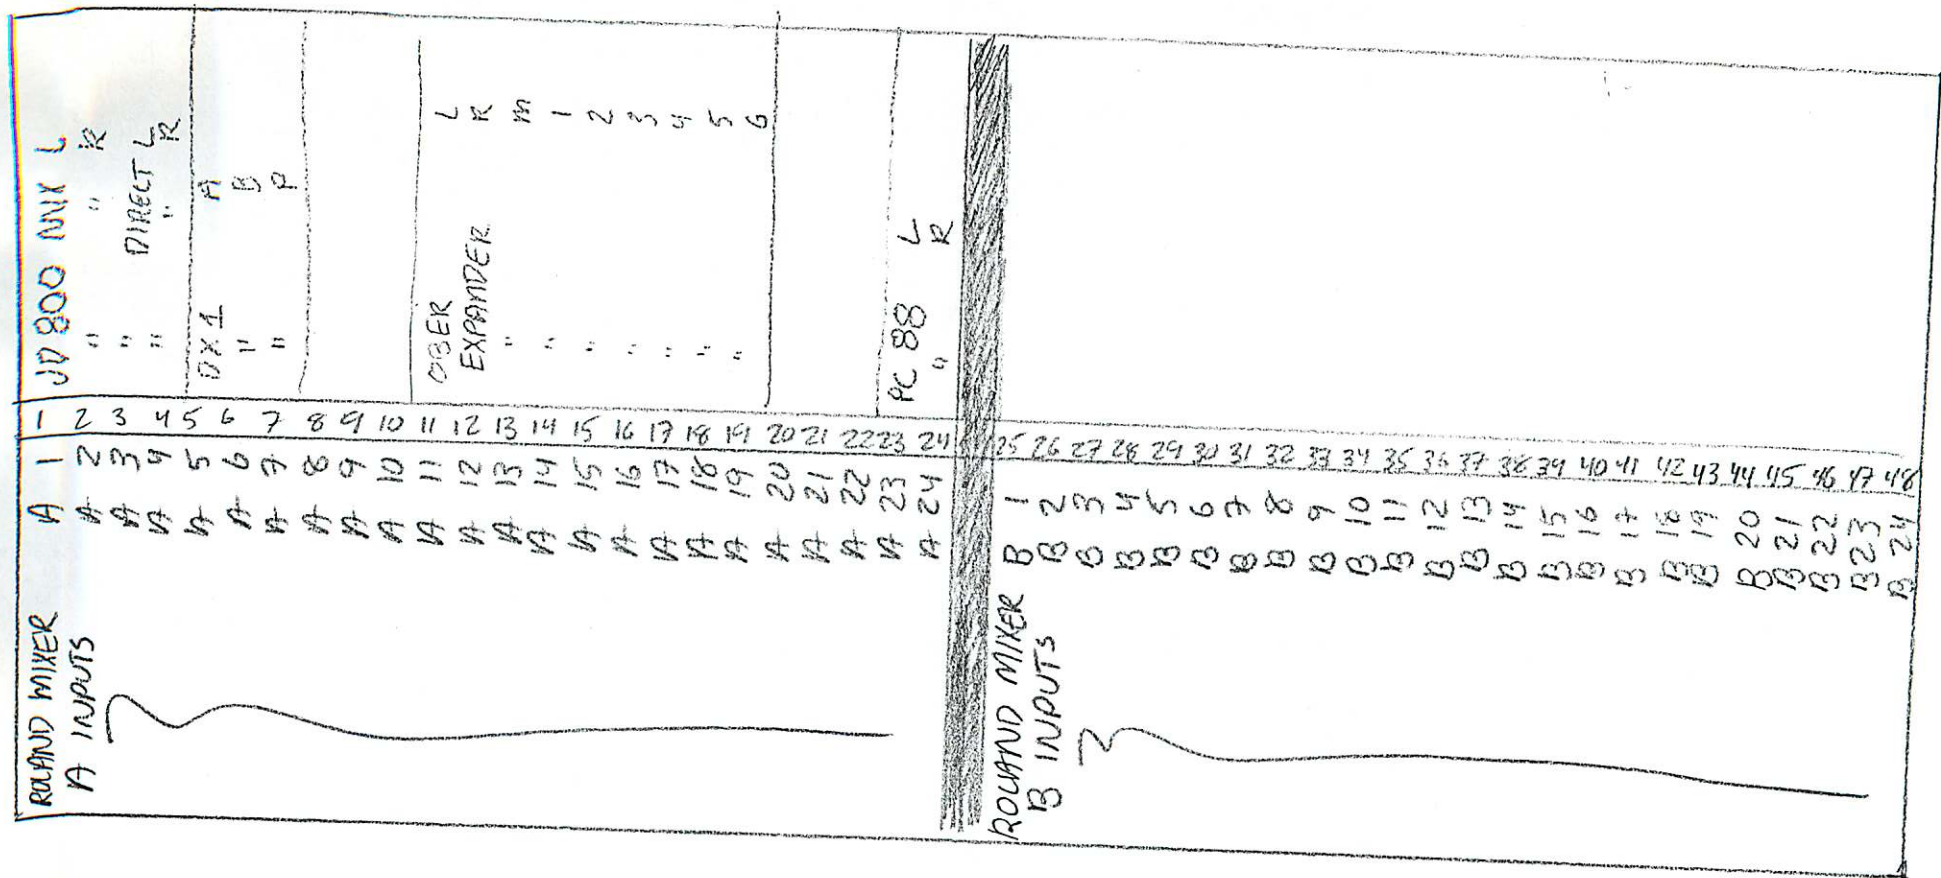 ROLAND MIXER A 1 1 JD 800 MIX L
A INPUTS A 2 2 " " R
A 3 3 " DIRECT L
A 4 4 " " R
A 5 5 DX 1 A
A 6 6 " B
A 7 7 " P
A 8 8
A 9 9
A 10 10
A 11 11 OBER L
A 12 12 EXPANDER R
A 13 13 " m
A 14 14 " 1
A 15 15 " 2
A 16 16 " 3
A 17 17 " 4
A 18 18 " 5
A 19 19 " 6
A 20 20
A 21 21
A 22 22
A 23 23 PC 88 L
A 24 24 " R
ROLAND MIXER B 1 25
B INPUTS B 2 26
B 3 27
B 4 28
B 5 29
B 6 30
B 7 31
B 8 32
B 9 33
B 10 34
B 11 35
B 12 36
B 13 37
B 14 38
B 15 39
B 16 40
B 17 41
B 18 42
B 19 43
B 20 44
B 21 45
B 22 46
B 23 47
B 24 48